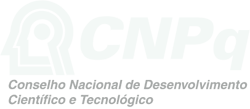 CNPq
Conselho Nacional de Desenvolvimento
Científico e Tecnológico